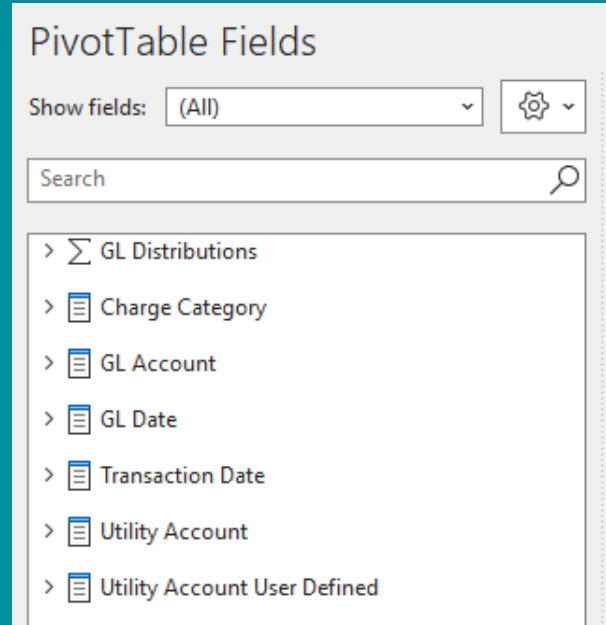 PivotTable Fields
Show fields: (All)
Search
GL Distributions
Charge Category
GL Account
GL Date
Transaction Date
Utility Account
Utility Account User Defined